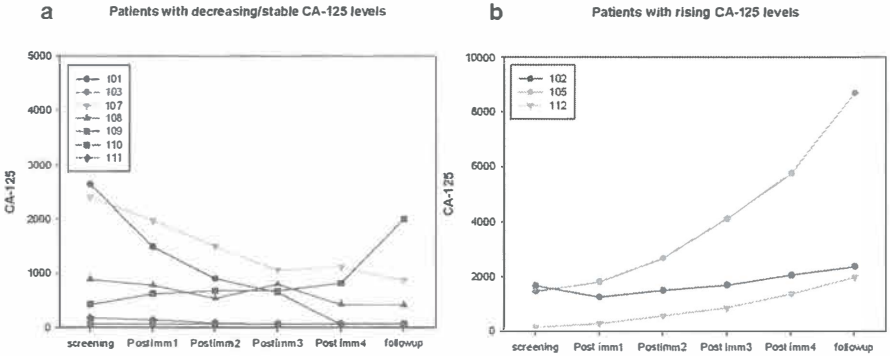 a
Patients with decreasing/stable CA-125 levels
5000
4000
3000
2000
1000
0
CA-125
101
103
107
108
109
110
111
screening Postimm1 Postimm2 Postimm3 Postimm4 followup
b
Patients with rising CA-125 levels
10000
8000
6000
4000
2000
0
CA-125
102
105
112
screening Post imm1 Post imm2 Post imm3 Post imm4 followup